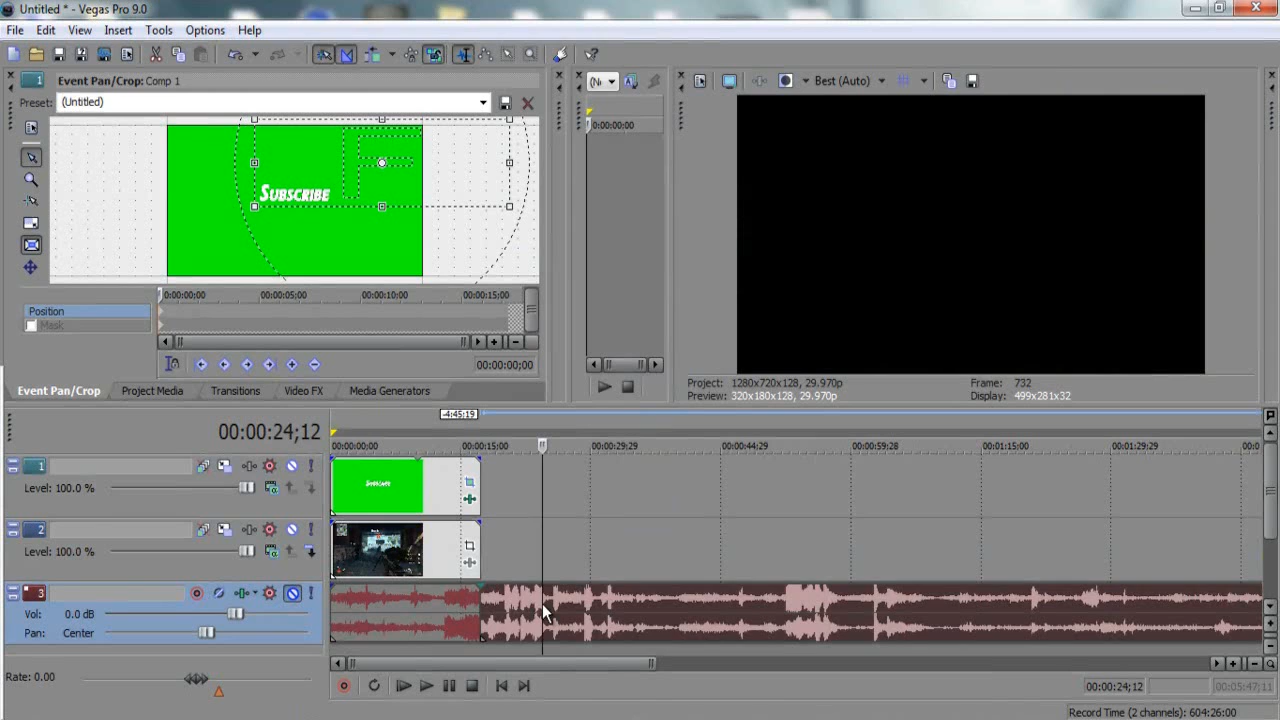 Untitled * - Vegas Pro 9.0
File Edit View Insert Tools Options Help
1 Event Pan/Crop: Comp 1
Preset: (Untitled)
Best (Auto)
0:00:00:00
F
SUBSCRIBE
0:00:00;00 00:00:05;00 00:00:10;00 00:00:15:00
Position
Mask
00:00:00;00
Event Pan/Crop Project Media Transitions Video FX Media Generators
Project: 1280x720x128, 29.970p
Frame: 732
Preview: 320x180x128, 29.970p
Display: 499x281x32
-4:45:19
00:00:24;12
00:00:00;00 00:00:15;00 00:00:29;29 00:00:44;29 00:00:59;28 00:01:15:00 00:01:29;29 00:0
1
Level: 100.0 %
SUBSCRIBE
2
Level: 100.0 %
3
Vol: 0.0 dB
Pan: Center
Rate: 0.00
00:00:24;12 00:05:47;11
Record Time (2 channels): 604:26:00